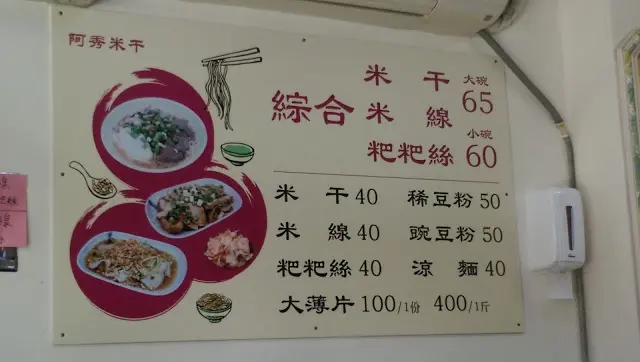 阿秀米干
米干 大碗
綜合 米線 65
小碗
粑粑絲 60
米干 40 稀豆粉 50
米線 40 豌豆粉 50
粑粑絲 40 涼麵 40
大薄片 100/1份 400/1斤
線